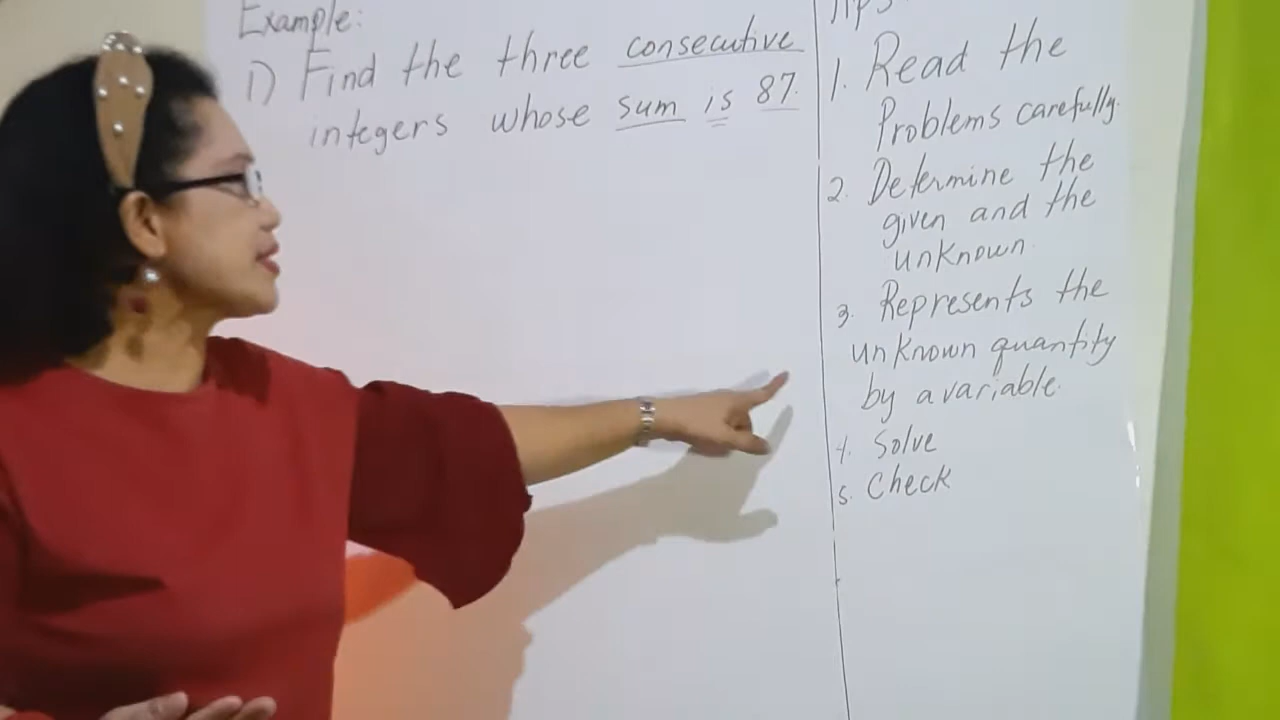 Example:
1) Find the three consecutive
integers whose sum is 87.
Tips
1. Read the
Problems carefully.
2. Determine the
given and the
unknown.
3. Represents the
unknown quantity
by a variable.
4. Solve
5. Check